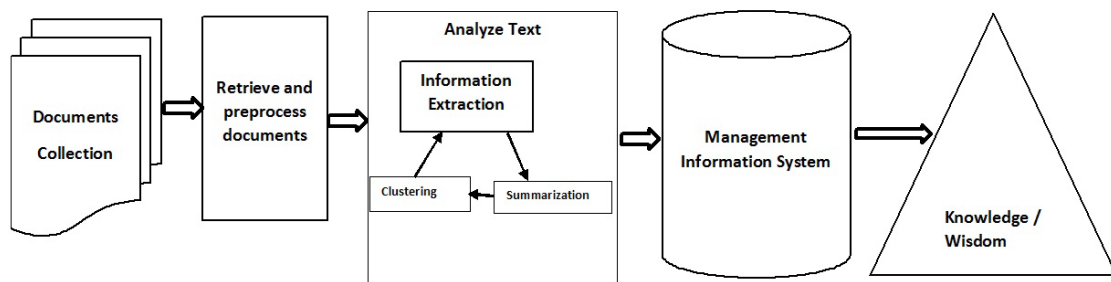 Documents
Collection
Retrieve and
preprocess
documents
Analyze Text
Information
Extraction
Clustering
Summarization
Management
Information System
Knowledge /
Wisdom